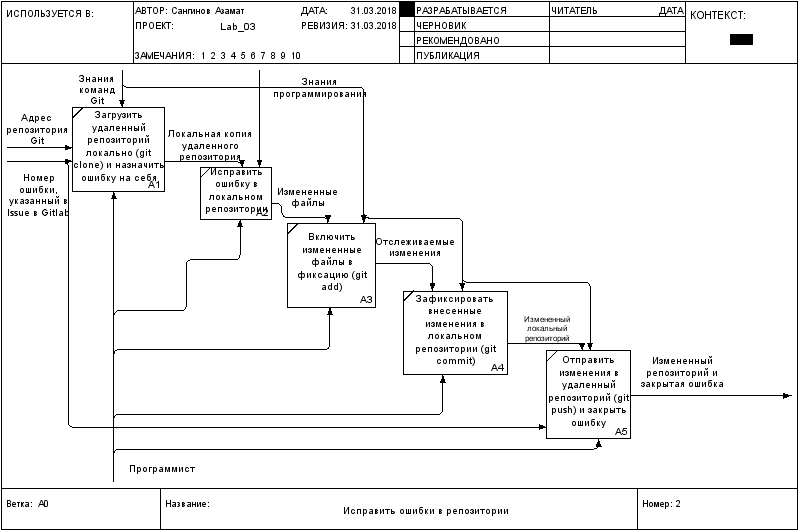 ИСПОЛЬЗУЕТСЯ В:
АВТОР: Сангинов Азамат
ДАТА: 31.03.2018
ПРОЕКТ: Lab_03
РЕВИЗИЯ: 31.03.2018
ЗАМЕЧАНИЯ: 1 2 3 4 5 6 7 8 9 10
РАЗРАБАТЫВАЕТСЯ
ЧЕРНОВИК
РЕКОМЕНДОВАНО
ПУБЛИКАЦИЯ
ЧИТАТЕЛЬ
ДАТА
КОНТЕКСТ:
Знания
команд
Git
Знания
программирования
Адрес
репозитория
Git
Номер
ошибки,
указанный в
Issue в Gitlab
Загрузить
удаленный
репозиторий
локально (git
clone) и назначить
ошибку на себя
A1
Локальная копия
удаленного
репозитория
Исправить
ошибку в
локальном
репозитории
A2
Измененные
файлы
Включить
измененные
файлы в
фиксацию (git
add)
A3
Отслеживаемые
изменения
Зафиксировать
внесенные
изменения в
локальном
репозитории (git
commit)
A4
Измененный
локальный
репозиторий
Отправить
изменения в
удаленный
репозиторий (git
push) и закрыть
ошибку
A5
Измененный
репозиторий и
закрытая ошибка
Программист
Ветка: A0
Название:
Исправить ошибки в репозитории
Номер: 2